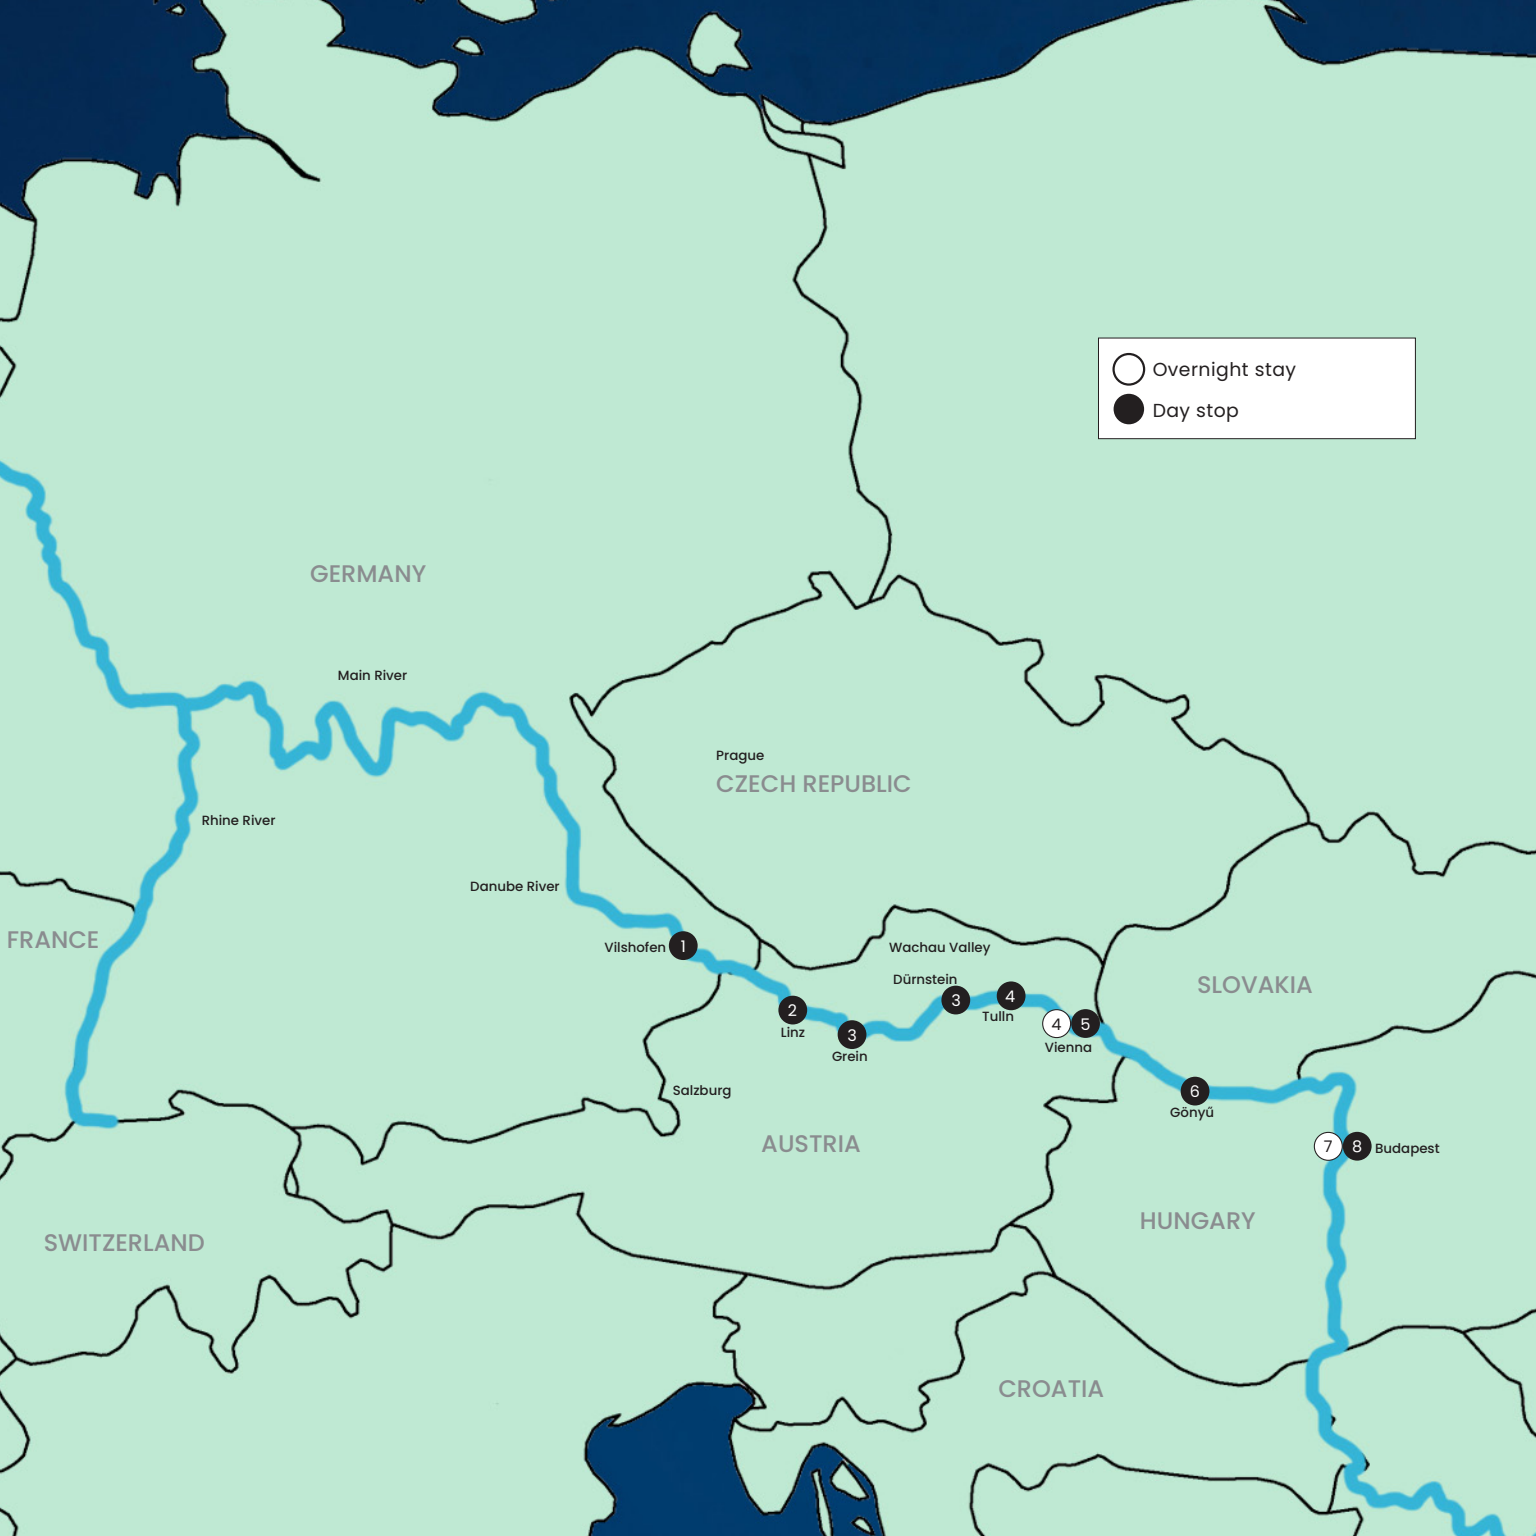 Overnight stay
Day stop
GERMANY
Main River
Prague
CZECH REPUBLIC
Rhine River
Danube River
FRANCE
Vilshofen 1
Wachau Valley
Dürnstein
SLOVAKIA
2
Linz
3
Grein
3
4
Tulln
4 5
Vienna
Salzburg
6
Gönyű
AUSTRIA
7 8 Budapest
HUNGARY
SWITZERLAND
CROATIA